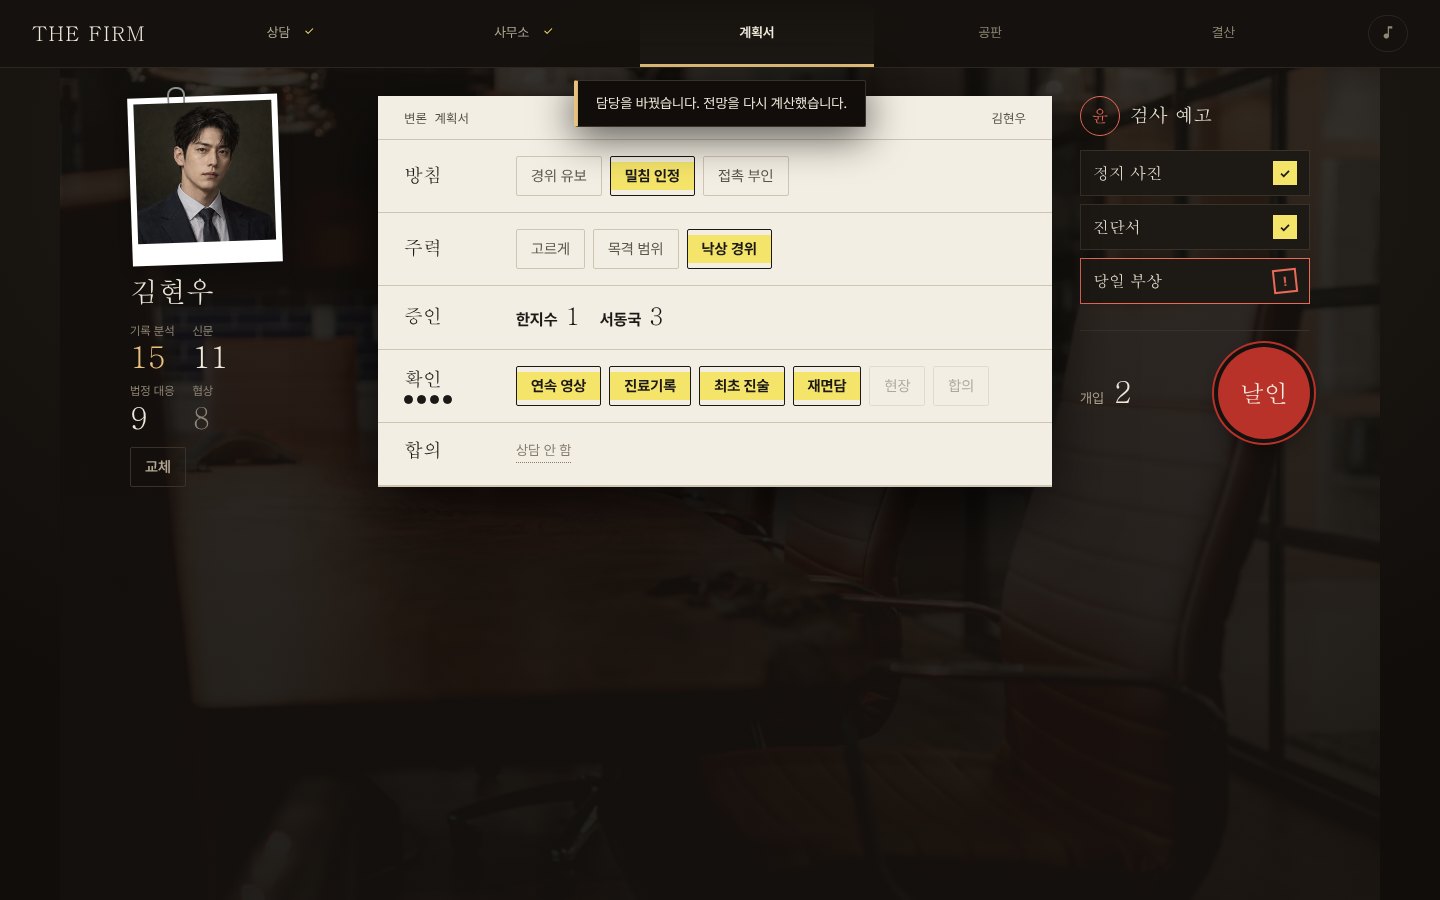 THE FIRM
상담
사무소
계획서
공판
결산
담당을 바꿨습니다. 전망을 다시 계산했습니다.
김현우
기록 분석 신문
15 11
법정 대응 협상
9 8
교체
변론 계획서 김현우
방침 경위 유보 밀침 인정 접촉 부인
주력 고르게 목격 범위 낙상 경위
증인 한지수 1 서동국 3
확인 연속 영상 진료기록 최초 진술 재면담 현장 합의
합의 상담 안 함
윤 검사 예고
정지 사진
진단서
당일 부상 !
개입 2
날인